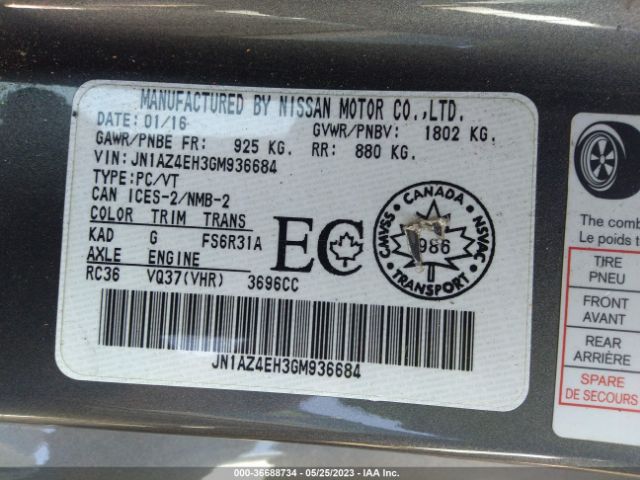 MANUFACTURED BY NISSAN MOTOR CO.,LTD.
DATE: 01/16 GVWR/PNBV: 1802 KG.
GAWR/PNBE FR: 925 KG. RR: 880 KG.
VIN: JN1AZ4EH3GM936684
TYPE:PC/VT
CAN ICES-2/NMB-2
COLOR TRIM TRANS
KAD G FS6R31A
AXLE ENGINE
RC36 VQ37(VHR) 3696CC
EC
CANADA
CMVSS
NSVAC
TRANSPORT
JN1AZ4EH3GM936684
The comb
Le poids t
TIRE
PNEU
FRONT
AVANT
REAR
ARRIÈRE
SPARE
DE SECOURS
000-36688734 - 05/25/2023 - IAA Inc.